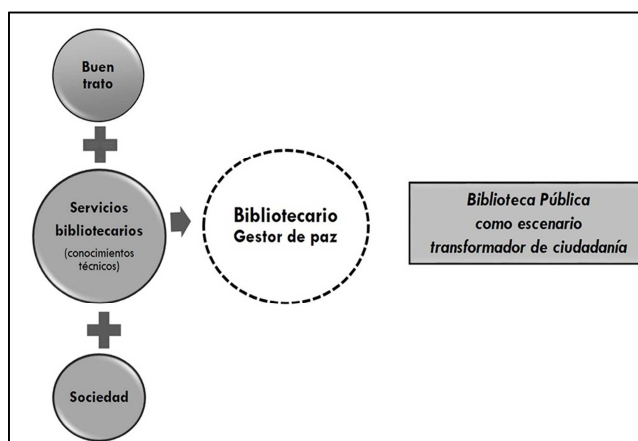 Buen
trato
Servicios
bibliotecarios
(conocimientos
técnicos)
Sociedad
Bibliotecario
Gestor de paz
Biblioteca Pública
como escenario
transformador de ciudadanía